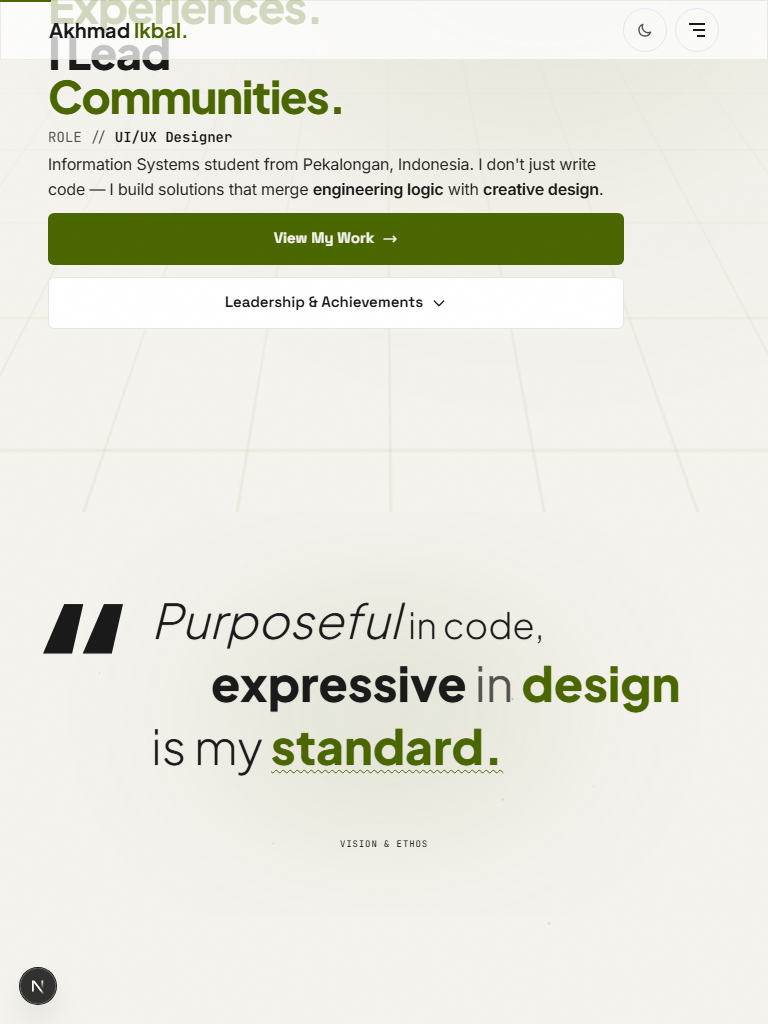 Experiences.
Akhmad Ikbal.
I Lead
Communities.
ROLE // UI/UX Designer
Information Systems student from Pekalongan, Indonesia. I don't just write
code — I build solutions that merge engineering logic with creative design.
View My Work →
Leadership & Achievements
“
Purposeful in code,
expressive in design
is my standard.
VISION & ETHOS
N